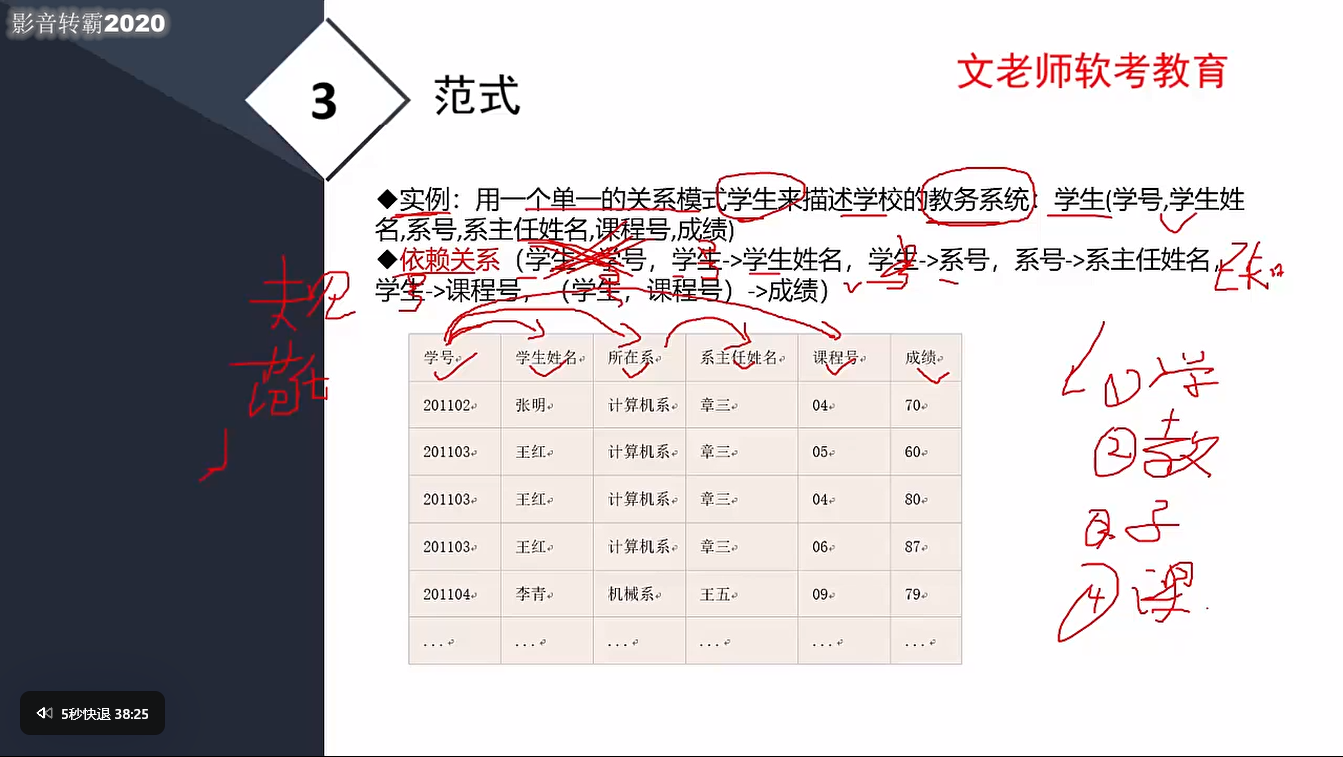 影音转霸2020
3
范式
文老师软考教育
◆实例：用一个单一的关系模式学生来描述学校的教务系统：学生(学号,学生姓
名,系号,系主任姓名,课程号,成绩)
◆依赖关系（学生->学号，学生->学生姓名，学生->系号，系号->系主任姓名，
学生->课程号，（学生，课程号）->成绩）
学号 学生姓名 所在系 系主任姓名 课程号 成绩
201102 张明 计算机系 章三 04 70
201103 王红 计算机系 章三 05 60
201103 王红 计算机系 章三 04 80
201103 王红 计算机系 章三 06 87
201104 李青 机械系 王五 09 79
... ... ... ... ... ...
①学
②教
④课
范式
5秒快退 38:25